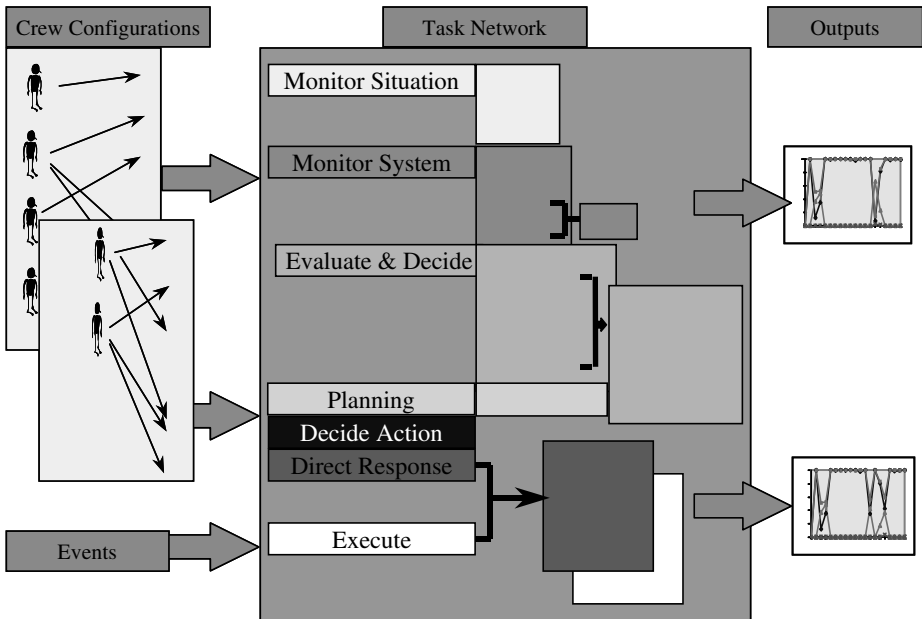 Crew Configurations
Task Network
Outputs
Monitor Situation
Monitor System
Evaluate & Decide
Planning
Decide Action
Direct Response
Execute
Events